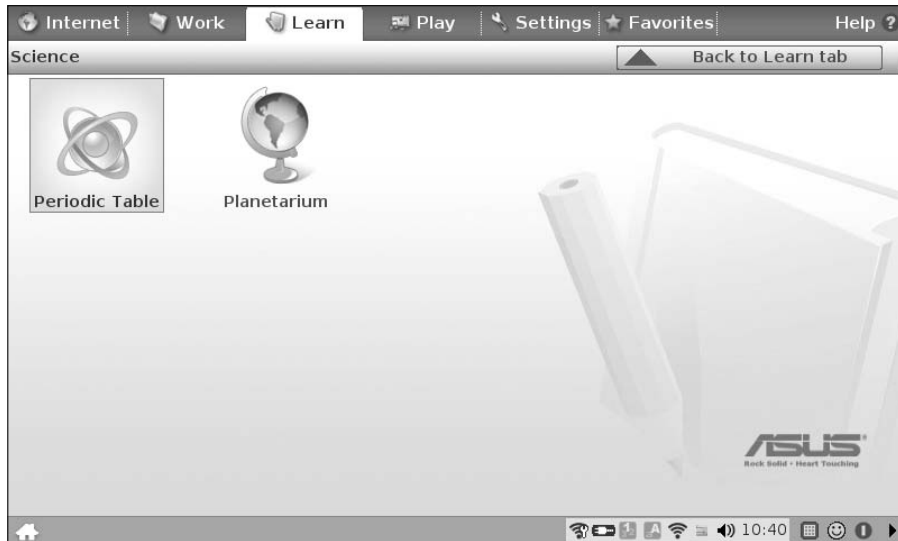 Internet Work Learn Play Settings Favorites Help ?
Science Back to Learn tab
Periodic Table Planetarium
ASUS
Rock Solid • Heart Touching
10:40